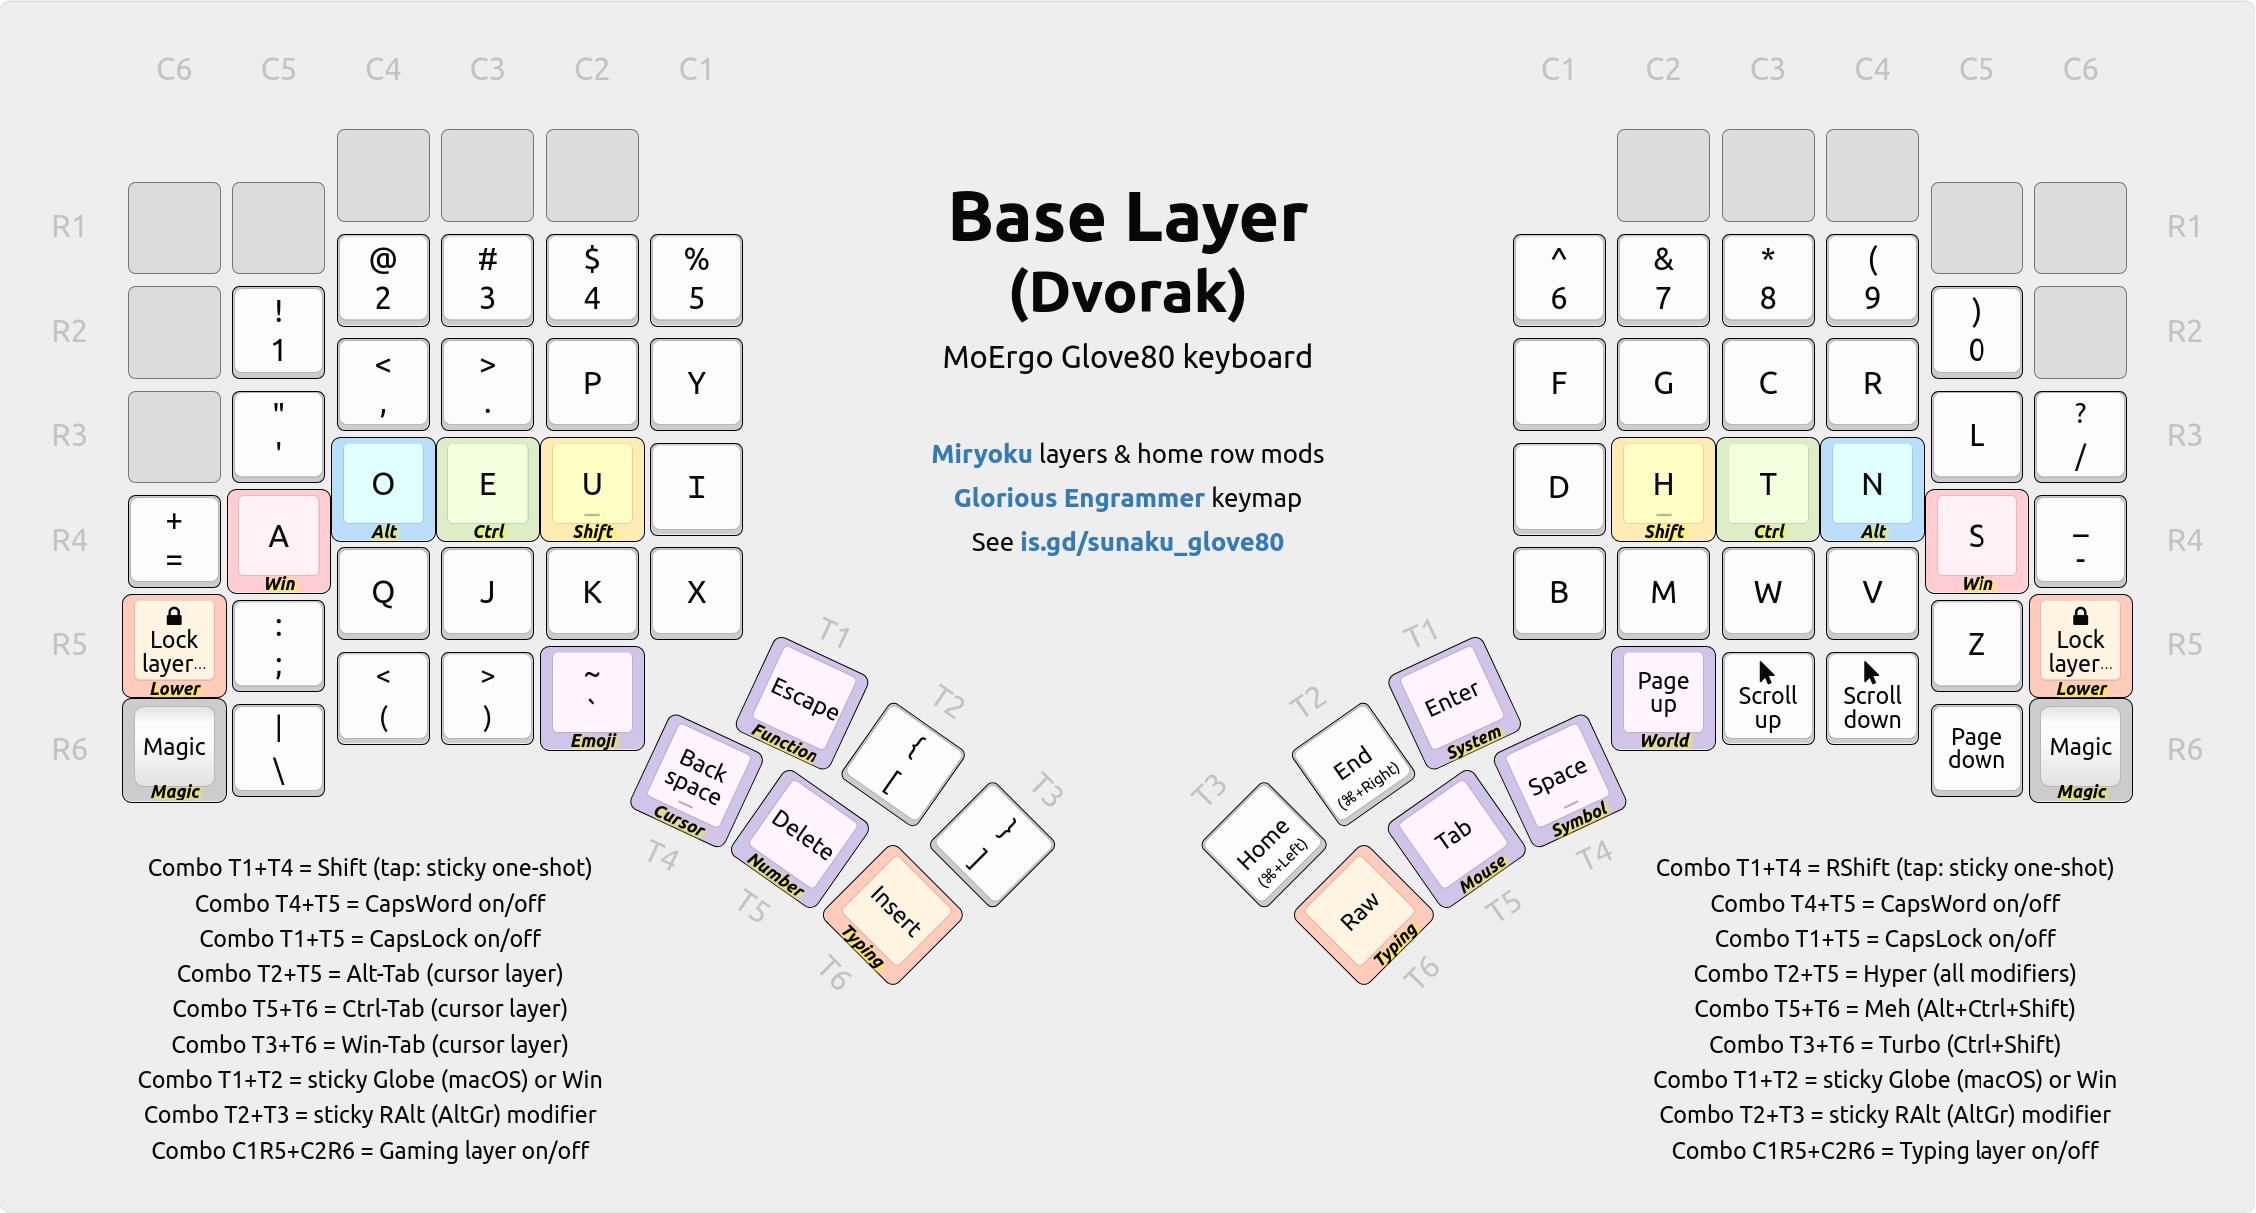 C6 C5 C4 C3 C2 C1
C1 C2 C3 C4 C5 C6
Base Layer
(Dvorak)
MoErgo Glove80 keyboard
Miryoku layers & home row mods
Glorious Engrammer keymap
See is.gd/sunaku_glove80
R1
R2
R3
R4
R5
R6
@ # $ %
2 3 4 5
!
1
< > P Y
, .
"
'
O E U I
_
Alt Ctrl Shift
+ A
=
Win
Q J K X
Lock
layer...
Lower
:
;
< > ~
( ) `
Emoji
Magic
Magic
|
\
T1
Escape
Function
T2
{
[
T3
}
]
Back
space
_
Cursor
T4
Delete
Number
T5
Insert
Typing
T6
R1
R2
R3
R4
R5
R6
^ & * (
6 7 8 9
)
0
F G C R
L ?
/
D H T N
_
Shift Ctrl Alt
S _
-
Win
B M W V
Z Lock
layer...
Lower
Page
up
World
Scroll
up
Scroll
down
Page
down
Magic
Magic
T1
Enter
System
T2
End
(⌘+Right)
T3
Home
(⌘+Left)
Space
_
Symbol
T4
Tab
Mouse
T5
Raw
Typing
T6
Combo T1+T4 = Shift (tap: sticky one-shot)
Combo T4+T5 = CapsWord on/off
Combo T1+T5 = CapsLock on/off
Combo T2+T5 = Alt-Tab (cursor layer)
Combo T5+T6 = Ctrl-Tab (cursor layer)
Combo T3+T6 = Win-Tab (cursor layer)
Combo T1+T2 = sticky Globe (macOS) or Win
Combo T2+T3 = sticky RAlt (AltGr) modifier
Combo C1R5+C2R6 = Gaming layer on/off
Combo T1+T4 = RShift (tap: sticky one-shot)
Combo T4+T5 = CapsWord on/off
Combo T1+T5 = CapsLock on/off
Combo T2+T5 = Hyper (all modifiers)
Combo T5+T6 = Meh (Alt+Ctrl+Shift)
Combo T3+T6 = Turbo (Ctrl+Shift)
Combo T1+T2 = sticky Globe (macOS) or Win
Combo T2+T3 = sticky RAlt (AltGr) modifier
Combo C1R5+C2R6 = Typing layer on/off